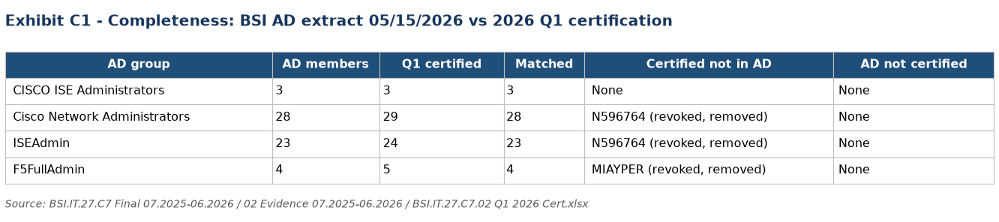 Exhibit C1 - Completeness: BSI AD extract 05/15/2026 vs 2026 Q1 certification
AD group AD members Q1 certified Matched Certified not in AD AD not certified
CISCO ISE Administrators 3 3 3 None None
Cisco Network Administrators 28 29 28 N596764 (revoked, removed) None
ISEAdmin 23 24 23 N596764 (revoked, removed) None
F5FullAdmin 4 5 4 MIAYPER (revoked, removed) None
Source: BSI.IT.27.C7 Final 07.2025-06.2026 / 02 Evidence 07.2025-06.2026 / BSI.IT.27.C7.02 Q1 2026 Cert.xlsx